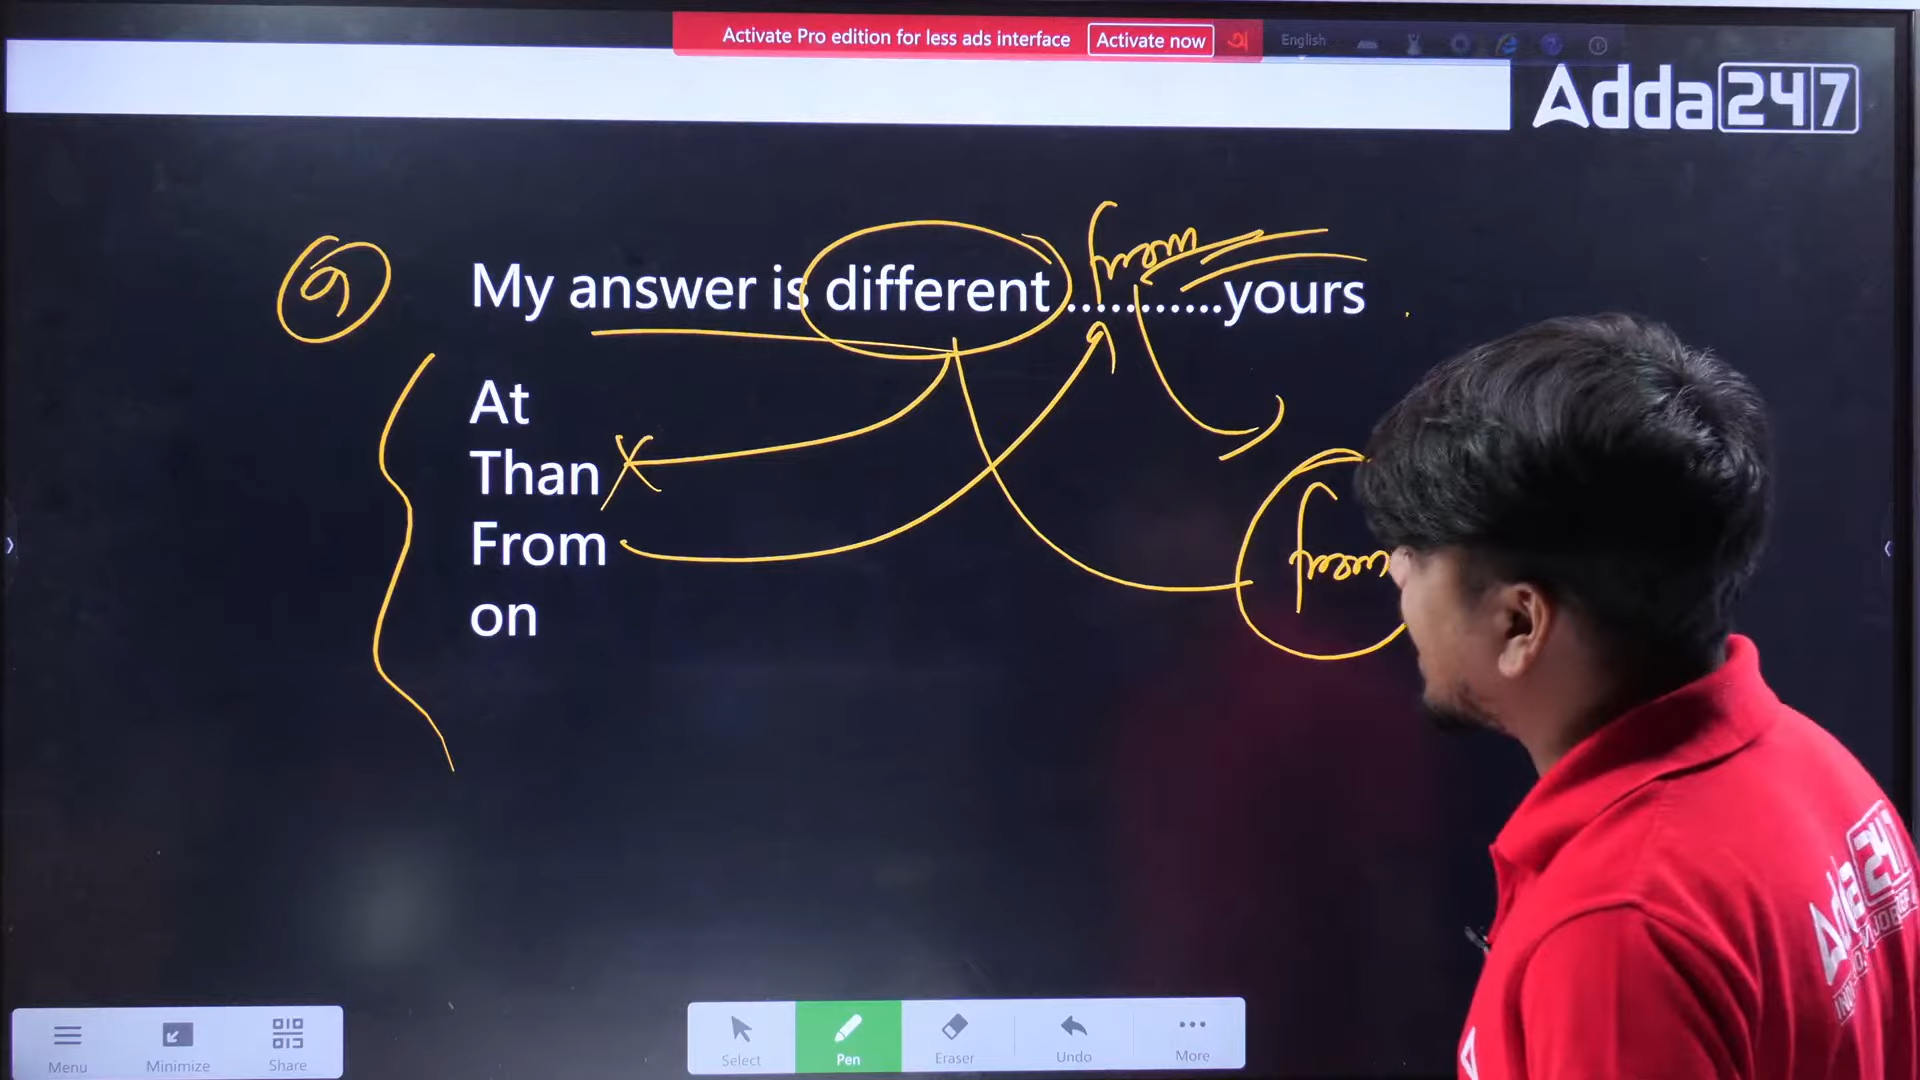 Activate Pro edition for less ads interface Activate now অ English
Adda247
from
My answer is different ...........yours
At
Than
From
from
on
Adda247
Menu Minimize Share
Select Pen Eraser Undo More